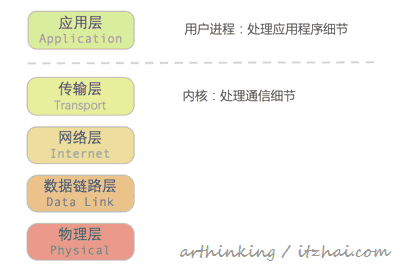 应用层
Application
用户进程：处理应用程序细节
传输层
Transport
内核：处理通信细节
网络层
Internet
数据链路层
Data Link
物理层
Physical
arthinking / itzhai.com